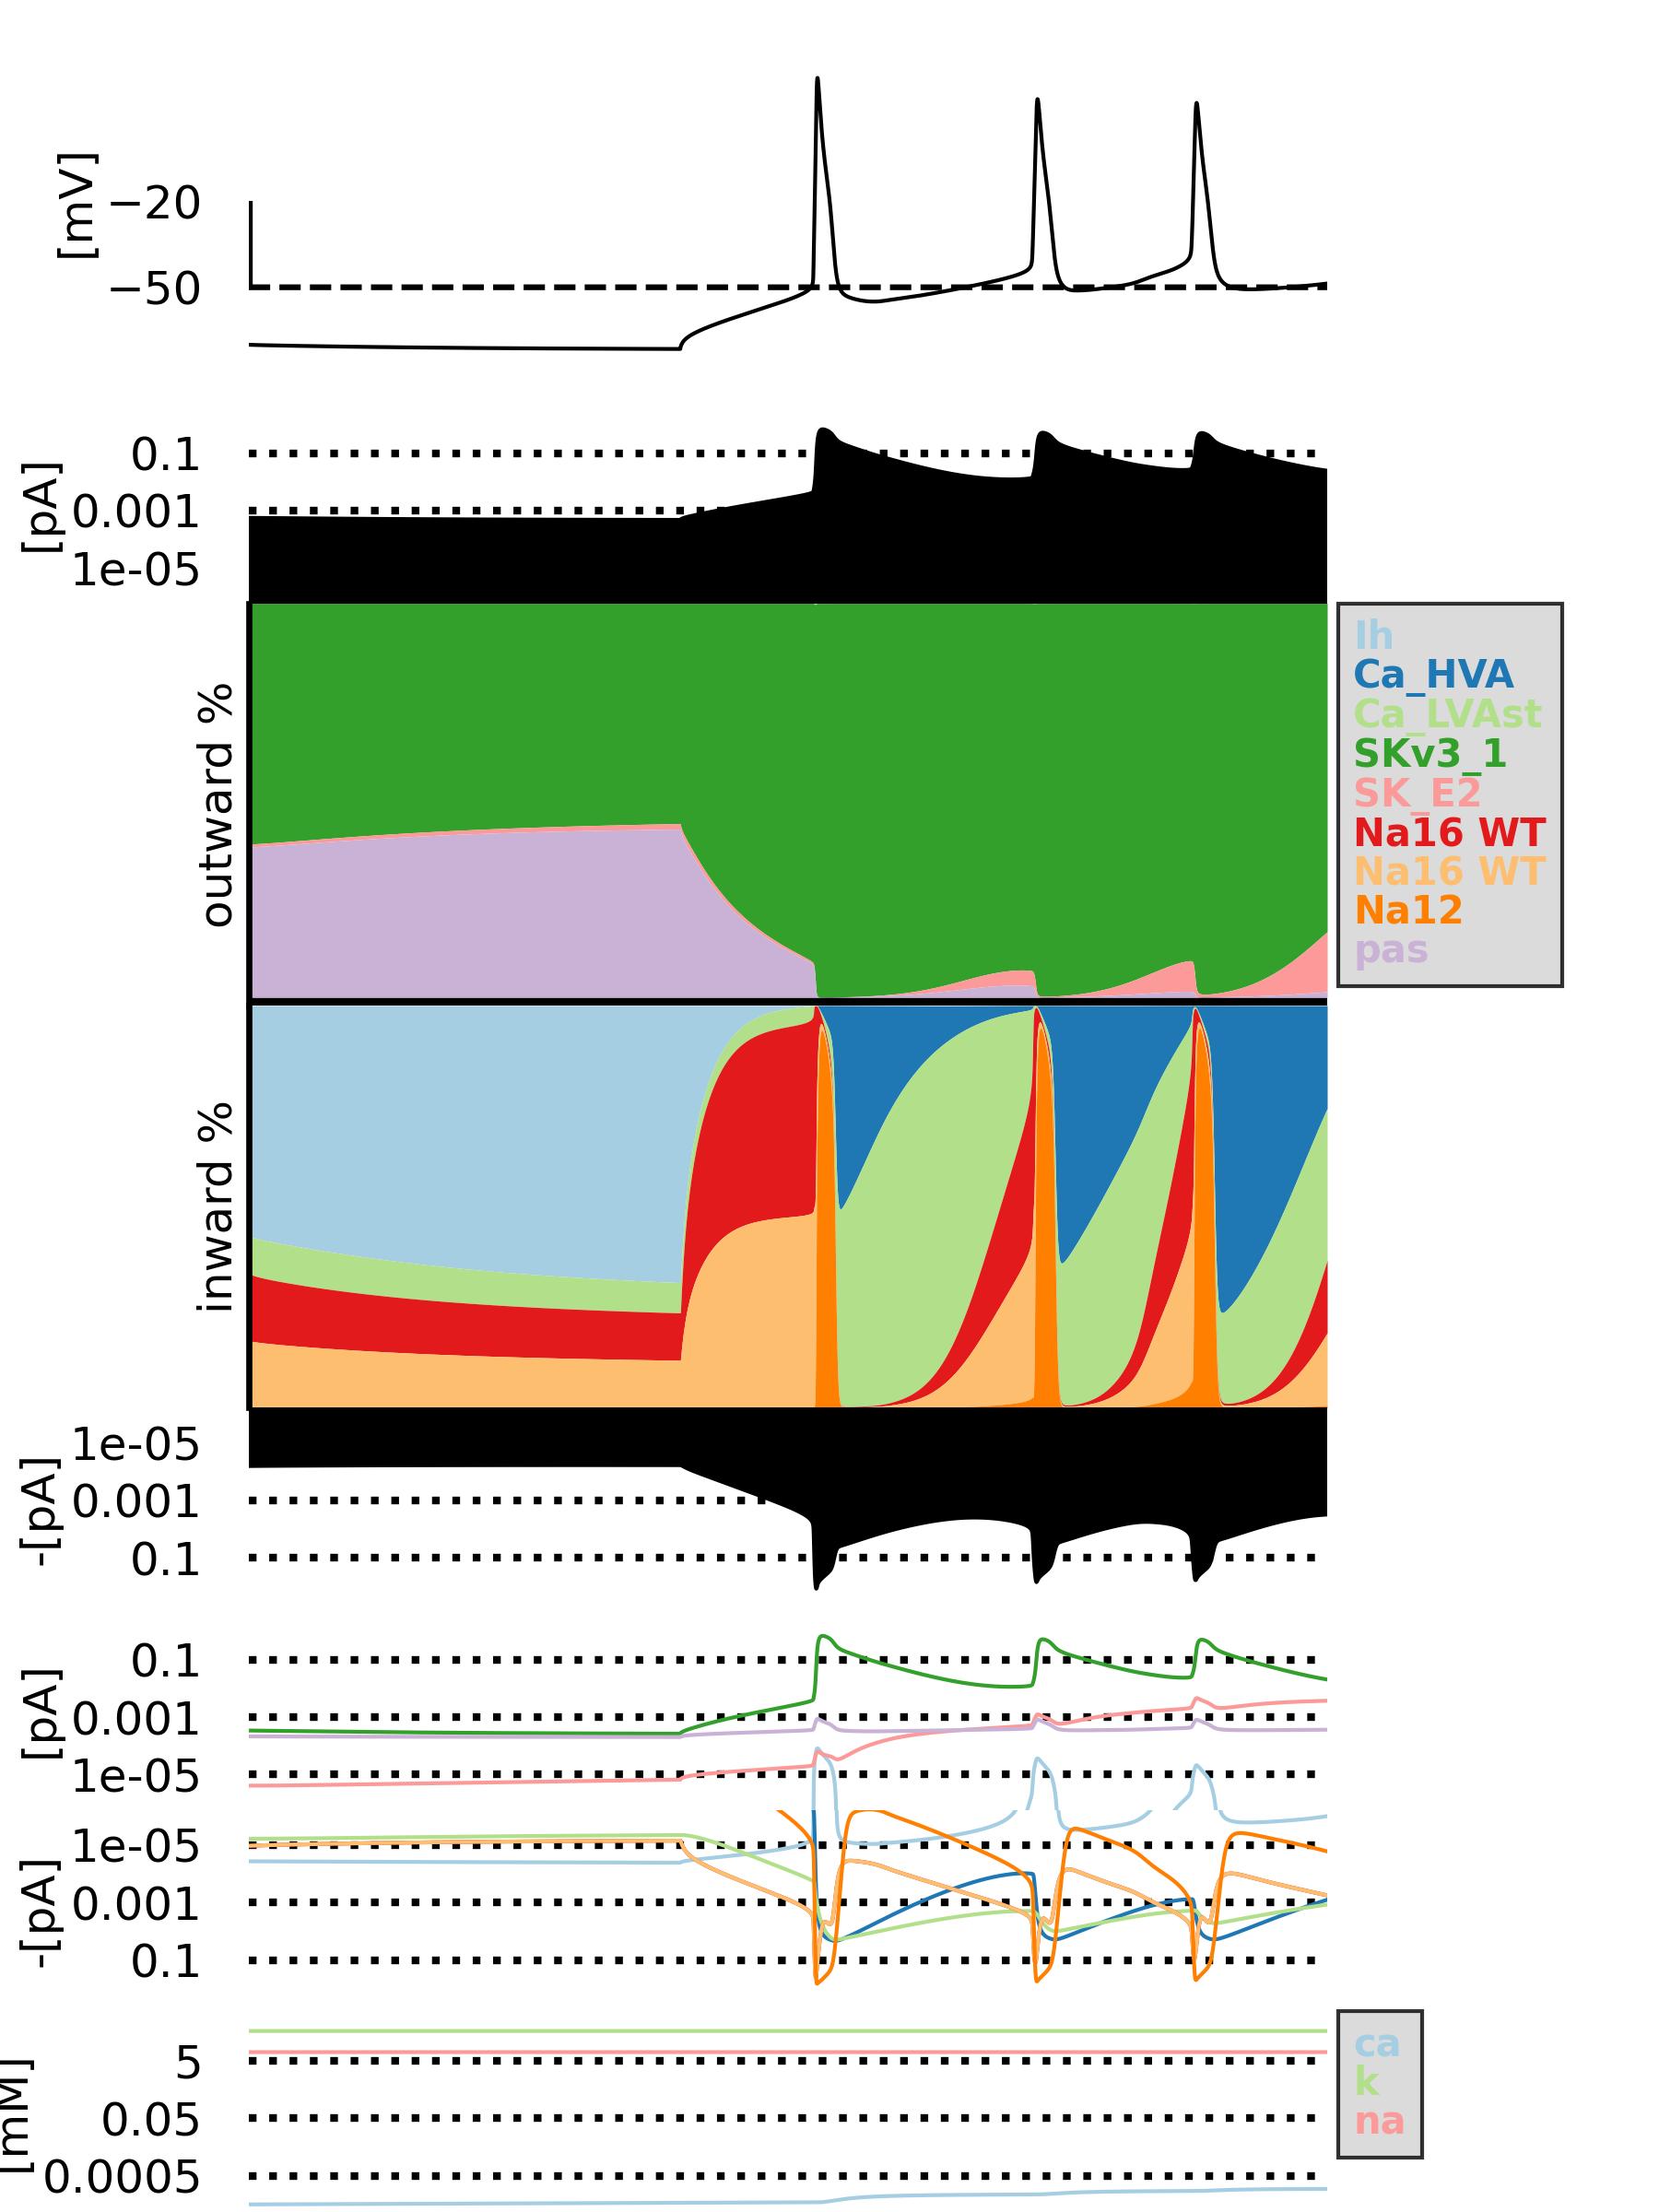 [mV]
−20
−50
[pA]
0.1
0.001
1e-05
outward %
Ih
Ca_HVA
Ca_LVAst
SKv3_1
SK_E2
Na16 WT
Na16 WT
Na12
pas
inward %
-[pA]
1e-05
0.001
0.1
[pA]
0.1
0.001
1e-05
-[pA]
1e-05
0.001
0.1
[mM]
5
0.05
0.0005
ca
k
na